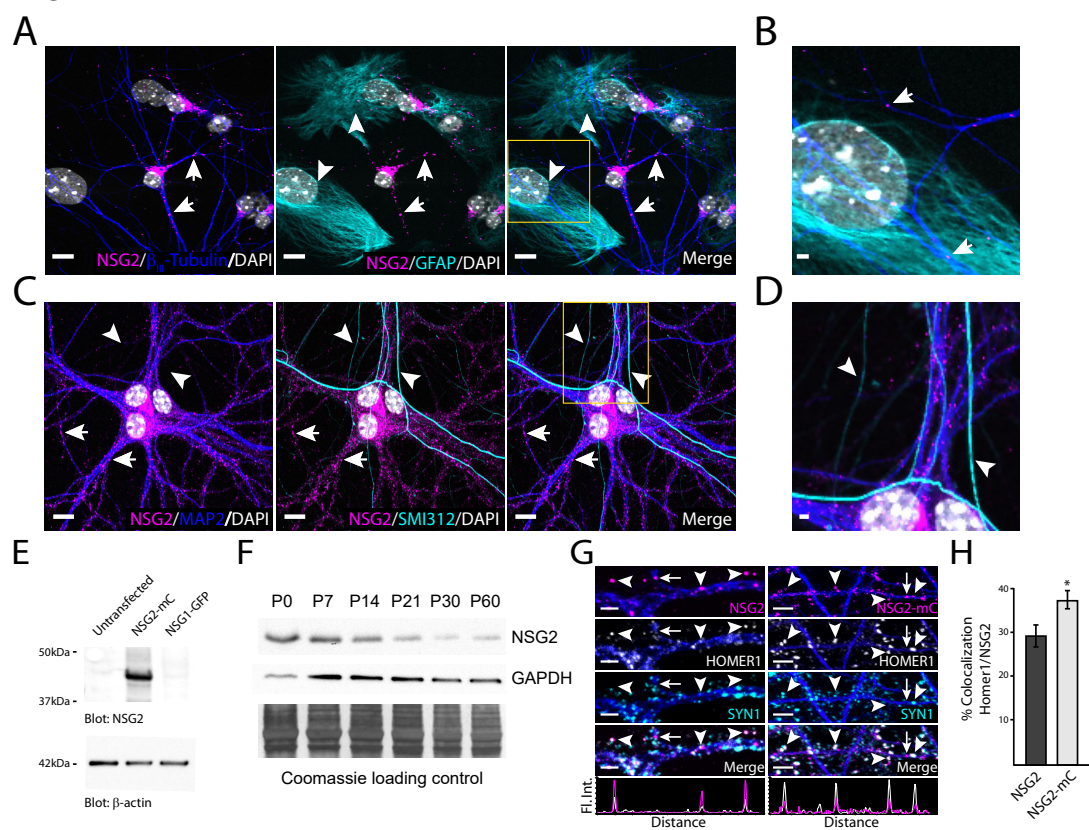 A
B
NSG2/βIII-Tubulin/DAPI
NSG2/GFAP/DAPI
Merge
C
D
NSG2/MAP2/DAPI
NSG2/SMI312/DAPI
Merge
E
Untransfected
NSG2-mC
NSG1-GFP
50kDa
37kDa
Blot: NSG2
42kDa
Blot: β-actin
F
P0 P7 P14 P21 P30 P60
NSG2
GAPDH
Coomassie loading control
G
NSG2
NSG2-mC
HOMER1
HOMER1
SYN1
SYN1
Merge
Merge
Fl.Int.
Distance
Distance
H
% Colocalization
Homer1/NSG2
40
30
20
10
*
NSG2
NSG2-mC